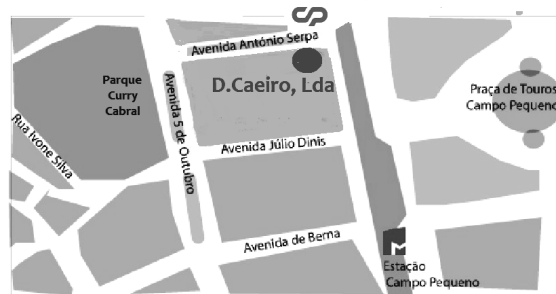 Avenida António Serpa
Parque
Curry
Cabral
D.Caeiro, Lda
Praça de Touros
Campo Pequeno
Rua Ivone Silva
Avenida 5 de Outubro
Avenida Júlio Dinis
Avenida de Berna
M
Estação
Campo Pequeno